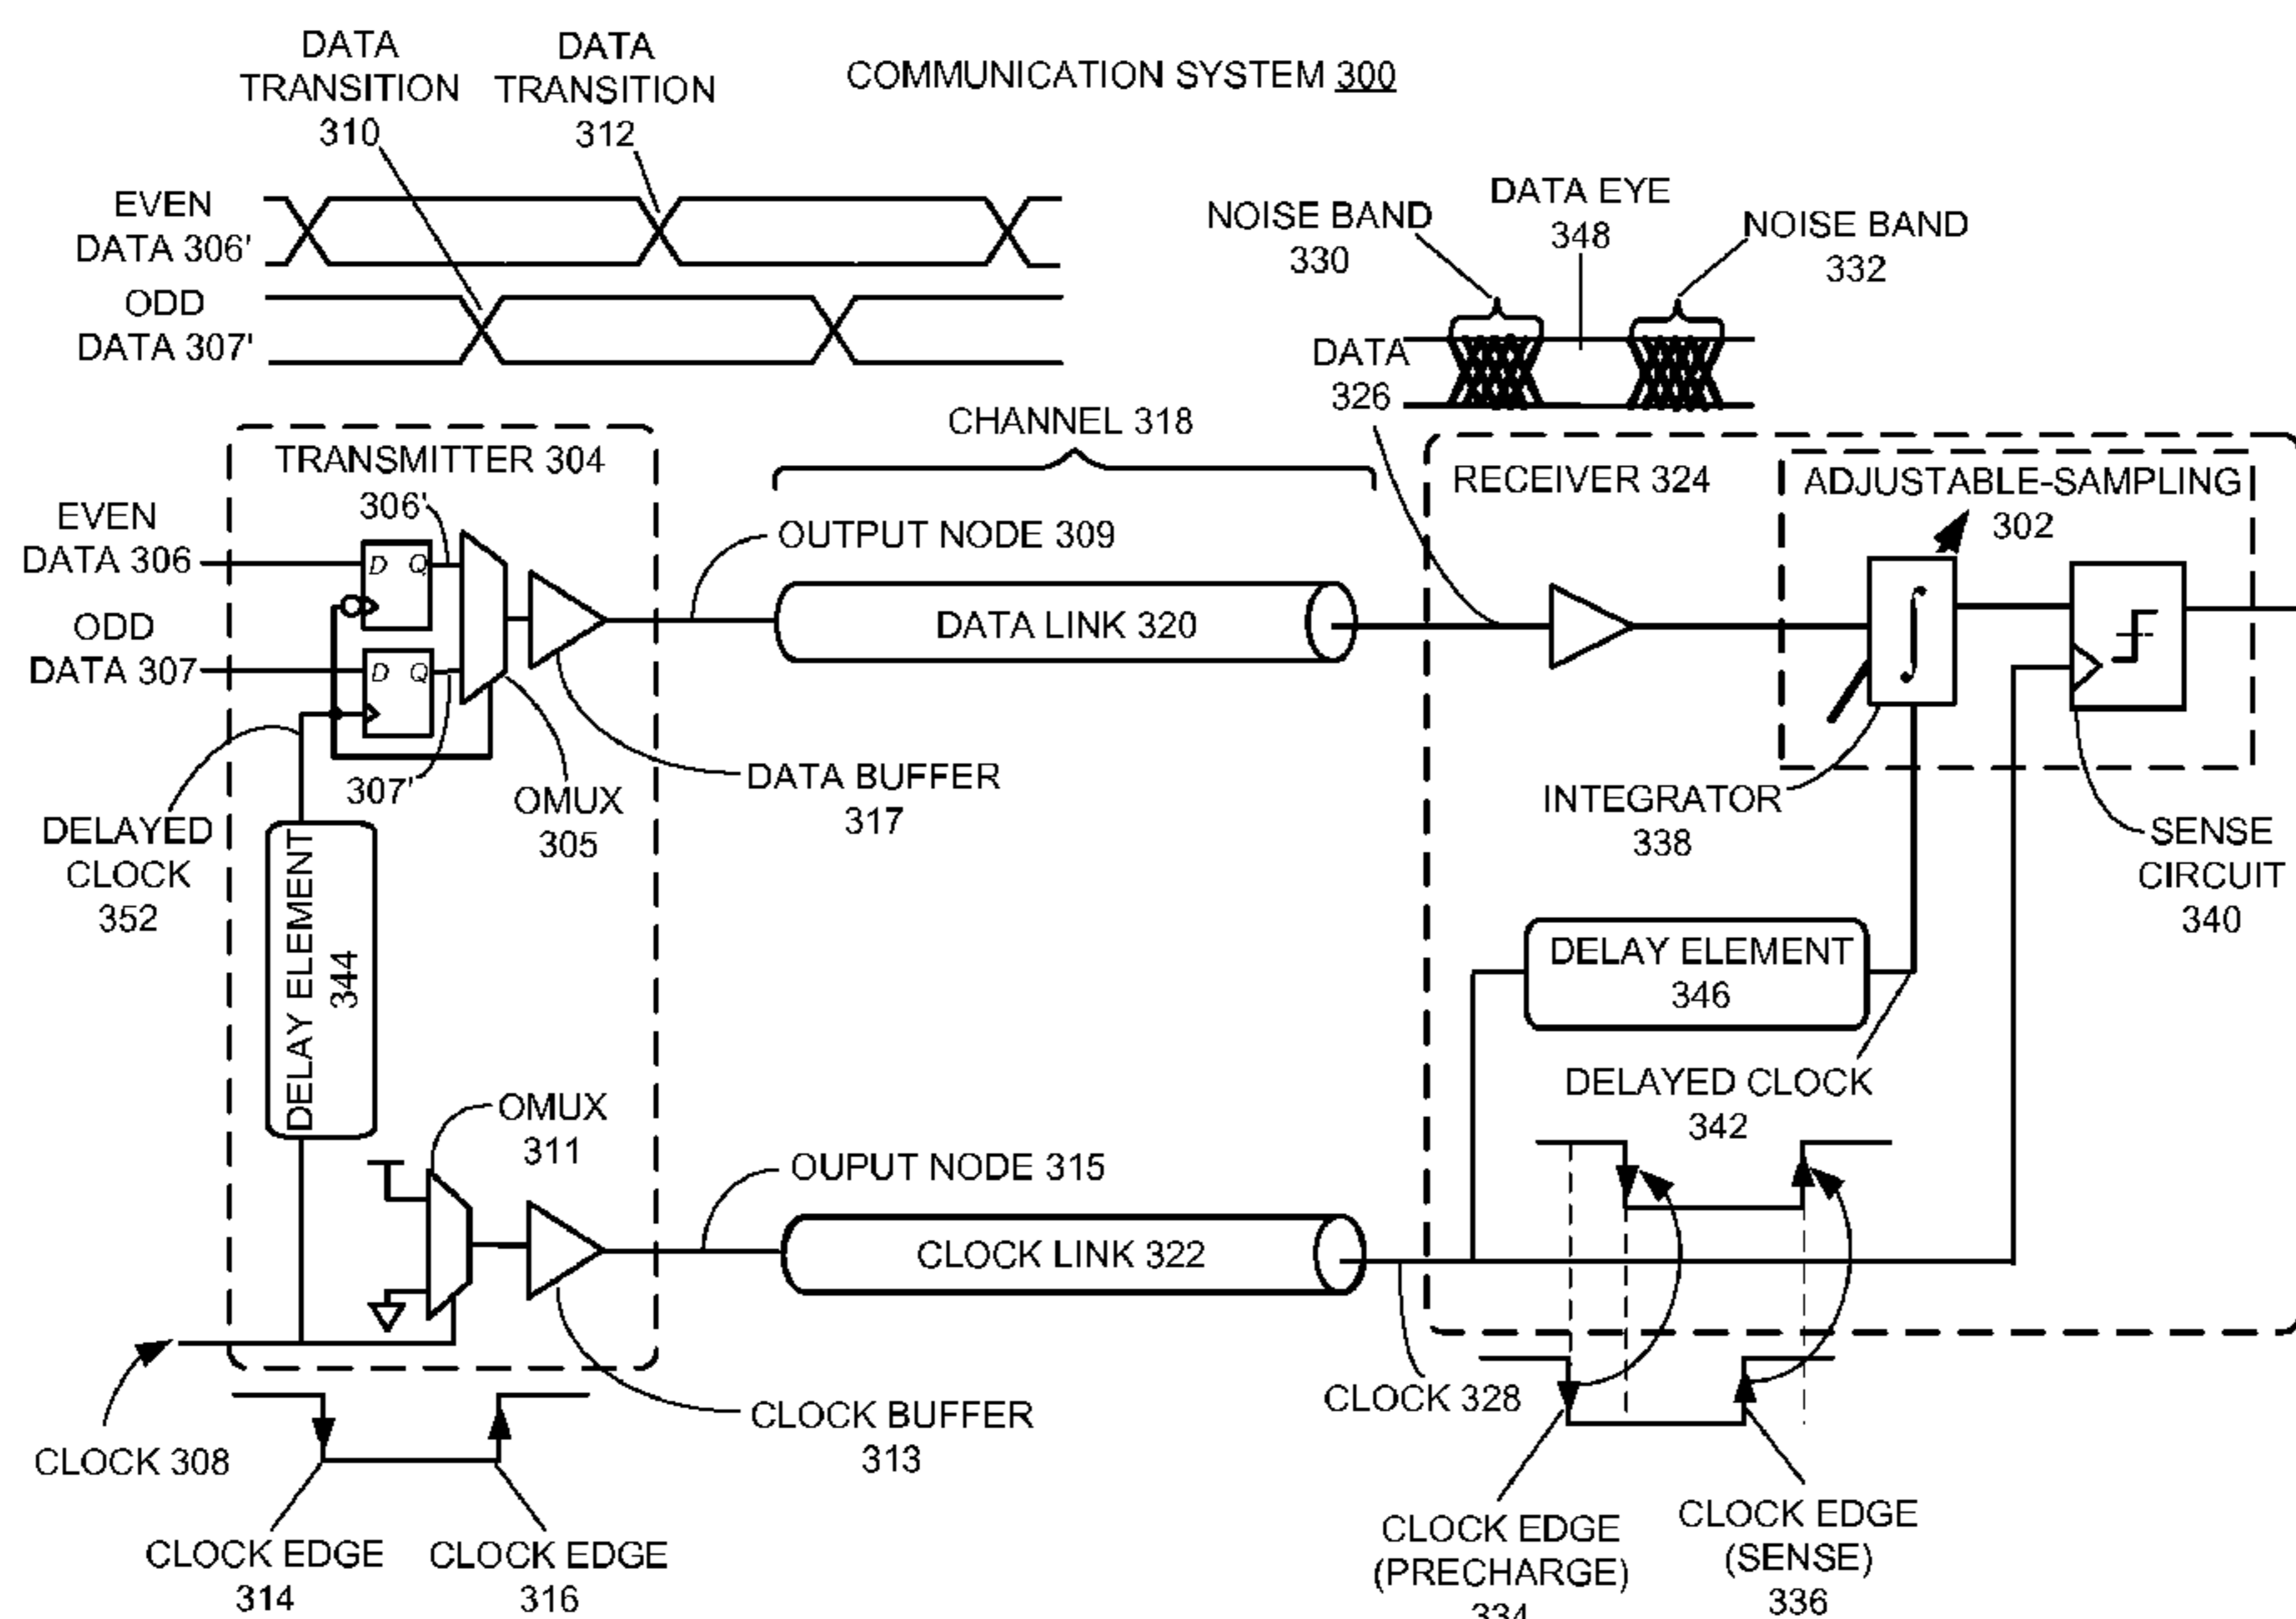 DATA
TRANSITION
310
DATA
TRANSITION
312
COMMUNICATION SYSTEM 300
EVEN
DATA 306'
ODD
DATA 307'
NOISE BAND
330
DATA EYE
348
NOISE BAND
332
DATA
326
CHANNEL 318
TRANSMITTER 304
306'
EVEN
DATA 306
D Q
ODD
DATA 307
D Q
307'
OMUX
305
OUTPUT NODE 309
DATA LINK 320
DATA BUFFER
317
RECEIVER 324
ADJUSTABLE-SAMPLING
302
∫
INTEGRATOR
338
SENSE
CIRCUIT
340
DELAYED
CLOCK
352
DELAY ELEMENT
344
DELAY ELEMENT
346
DELAYED CLOCK
342
OMUX
311
OUPUT NODE 315
CLOCK LINK 322
CLOCK BUFFER
313
CLOCK 328
CLOCK 308
CLOCK EDGE
314
CLOCK EDGE
316
CLOCK EDGE
(PRECHARGE)
334
CLOCK EDGE
(SENSE)
336